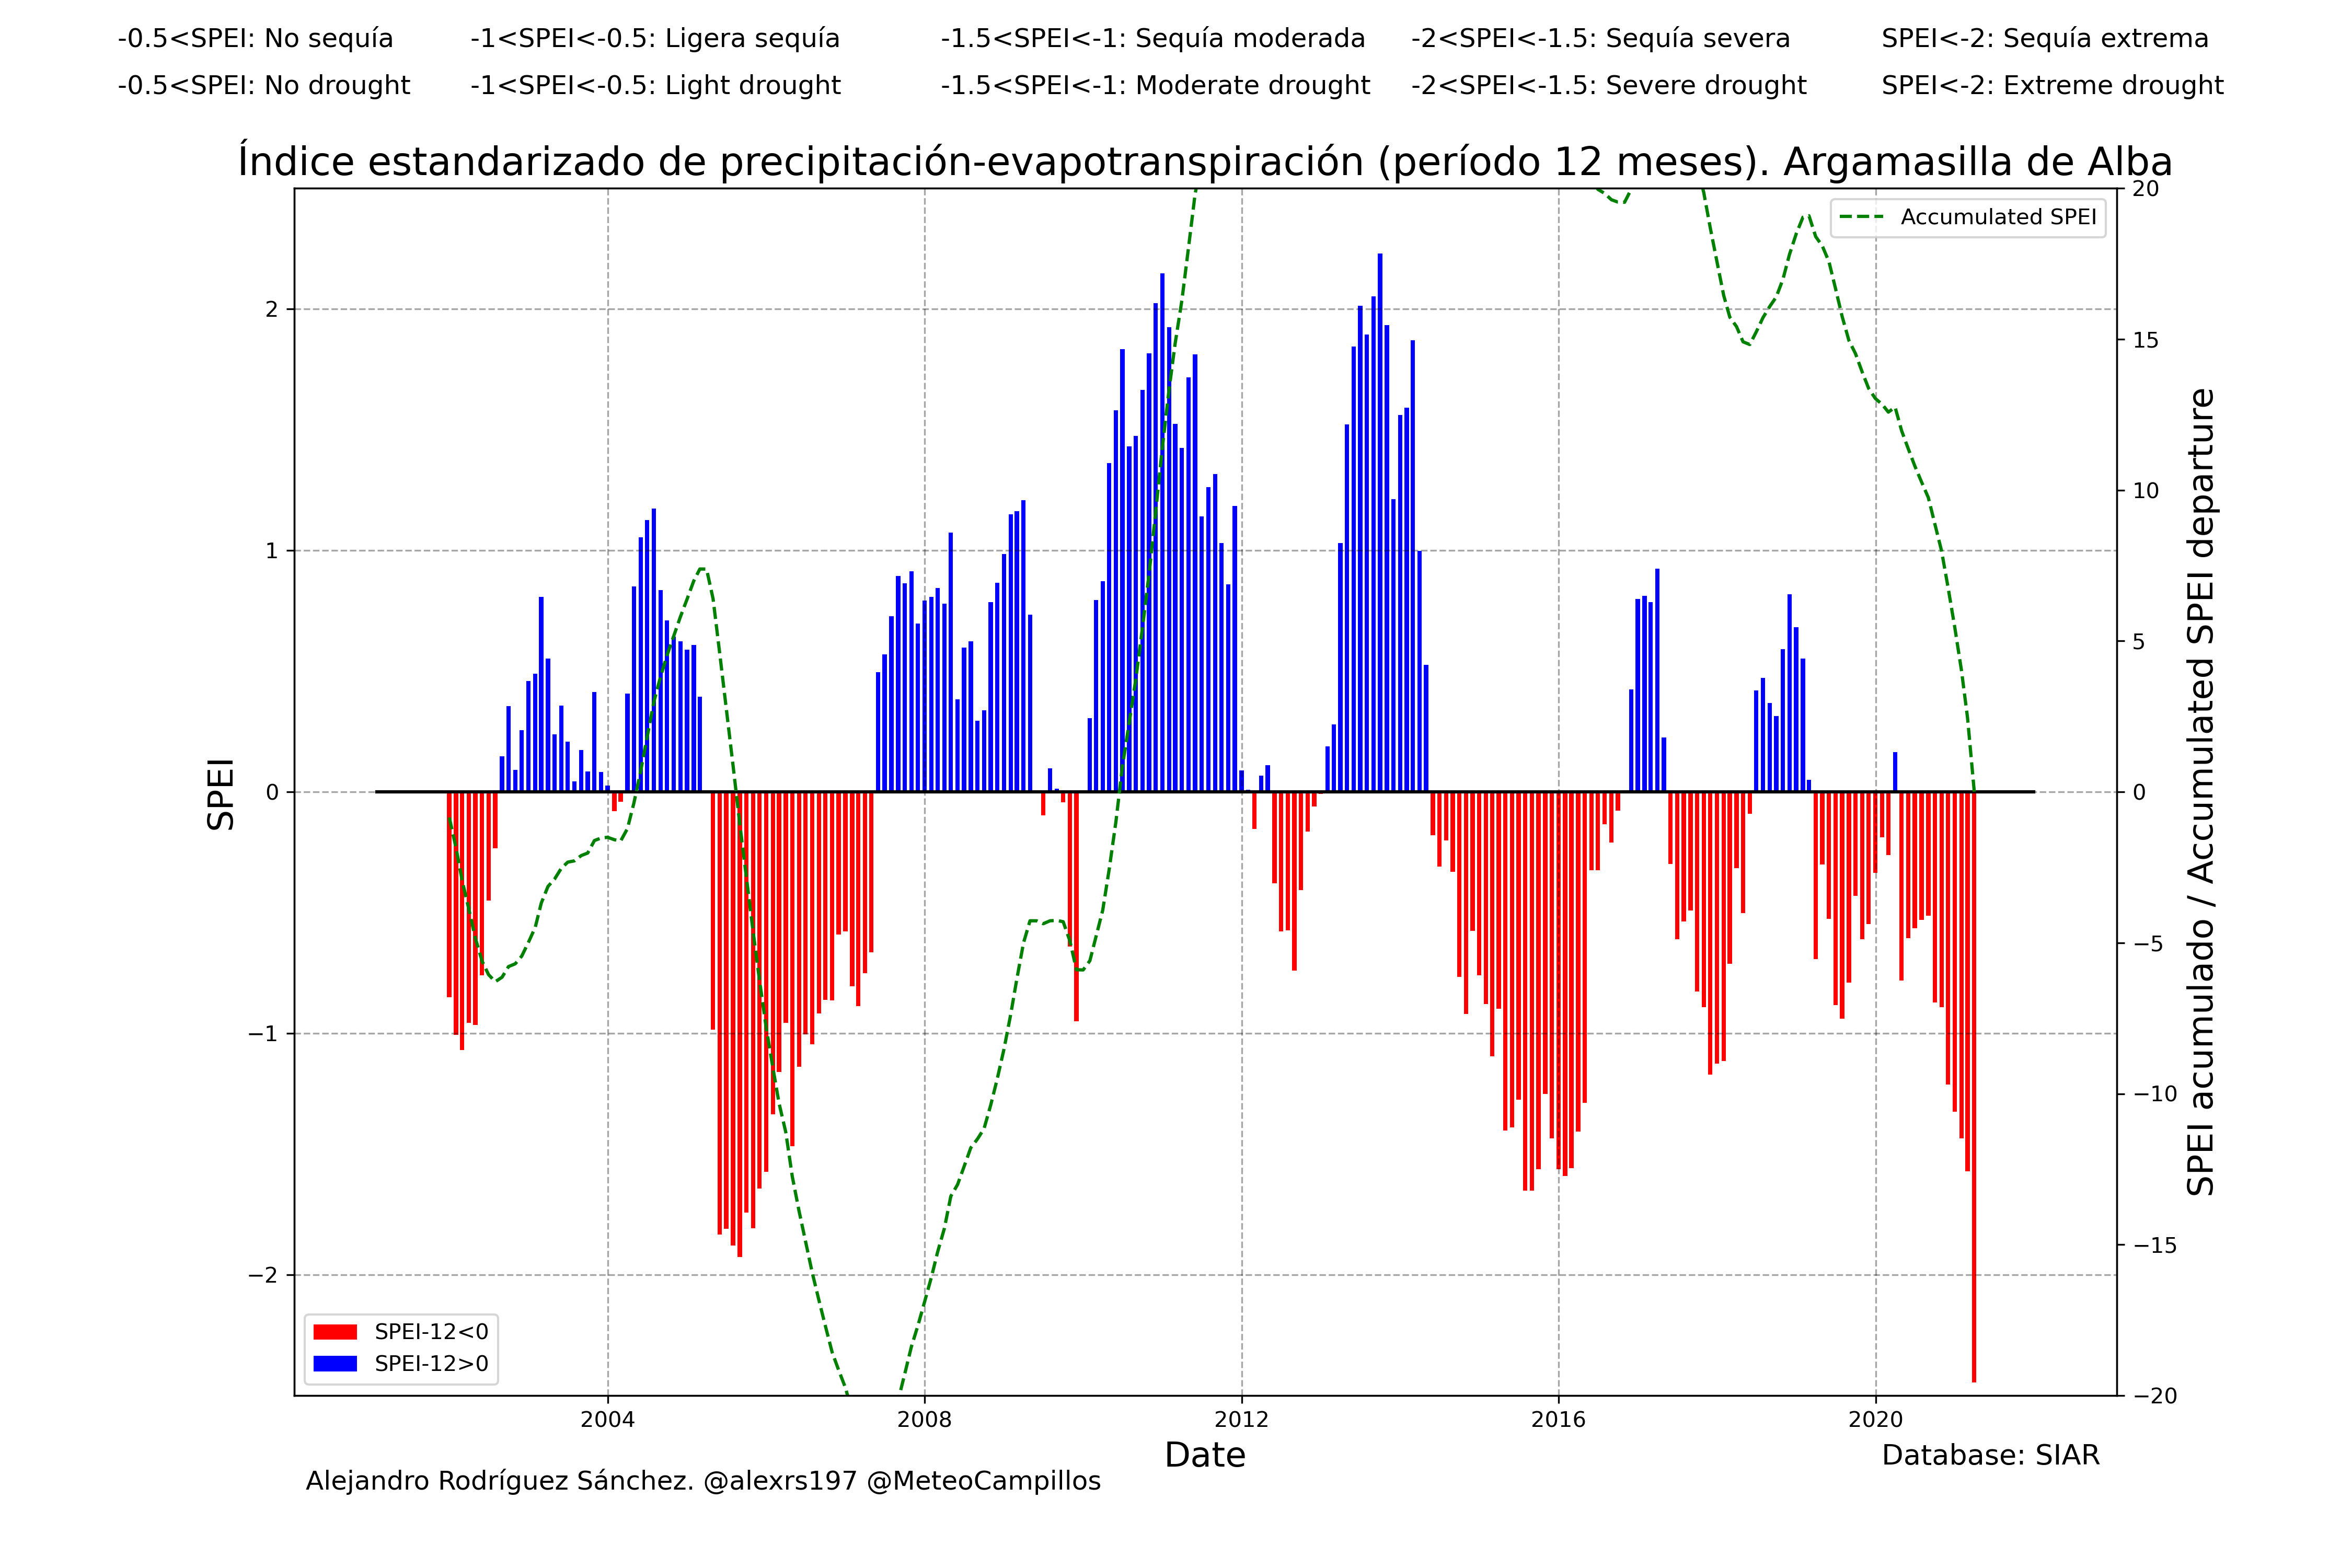 -0.5<SPEI: No sequía -1<SPEI<-0.5: Ligera sequía -1.5<SPEI<-1: Sequía moderada -2<SPEI<-1.5: Sequía severa SPEI<-2: Sequía extrema
-0.5<SPEI: No drought -1<SPEI<-0.5: Light drought -1.5<SPEI<-1: Moderate drought -2<SPEI<-1.5: Severe drought SPEI<-2: Extreme drought
Índice estandarizado de precipitación-evapotranspiración (período 12 meses). Argamasilla de Alba
Accumulated SPEI
SPEI
2
1
0
−1
−2
20
15
10
5
0
−5
−10
−15
−20
SPEI acumulado / Accumulated SPEI departure
SPEI-12<0
SPEI-12>0
2004 2008 2012 2016 2020
Date
Database: SIAR
Alejandro Rodríguez Sánchez. @alexrs197 @MeteoCampillos